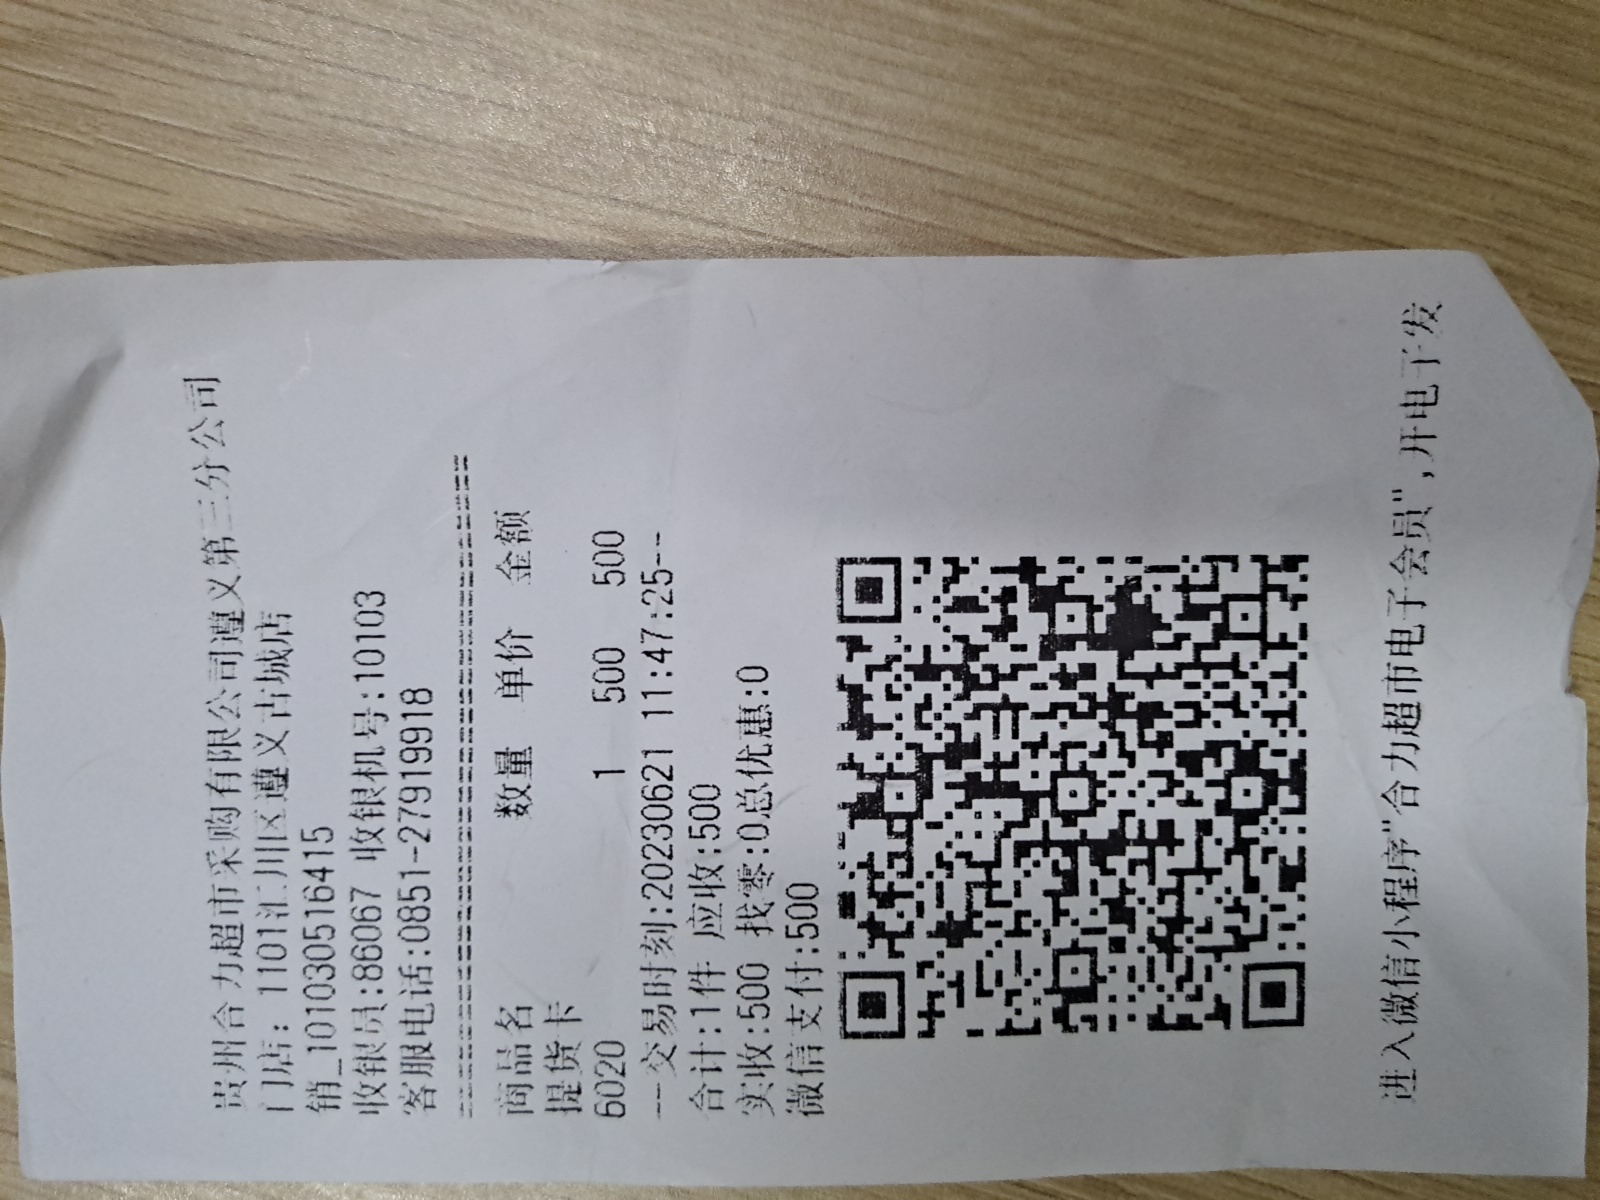 贵州合力超市采购有限公司遵义第三分公司
门店: 1101汇川区遵义古城店
销_101030516415
收银员:86067 收银机号:10103
客服电话:0851-27919918
商品名 数量 单价 金额
提货卡
6020 1 500 500
--交易时刻:20230621 11:47:25--
合计:1件 应收:500
实收:500 找零:0总优惠:0
微信支付:500
进入微信小程序"合力超市电子会员",开电子发